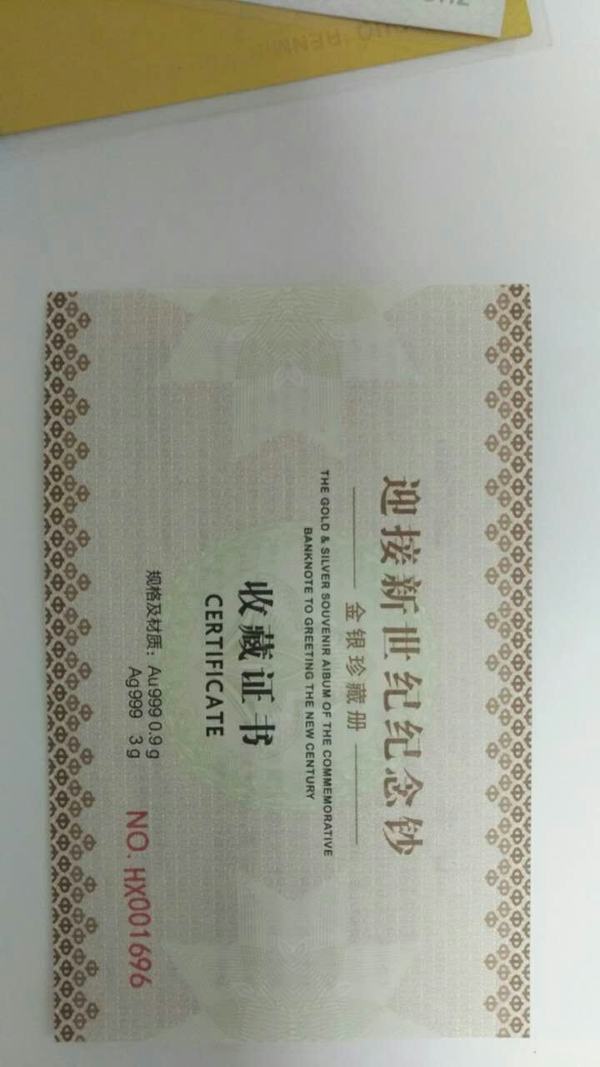 迎接新世纪纪念钞
金银珍藏册
THE GOLD & SILVER SOUVENIR AIBUM OF THE COMMEMORATIVE
BANKNOTE TO GREETING THE NEW CENTURY
收藏证书
CERTIFICATE
规格及材质：Au999 0.9g
Ag999 3g
NO: HX001696